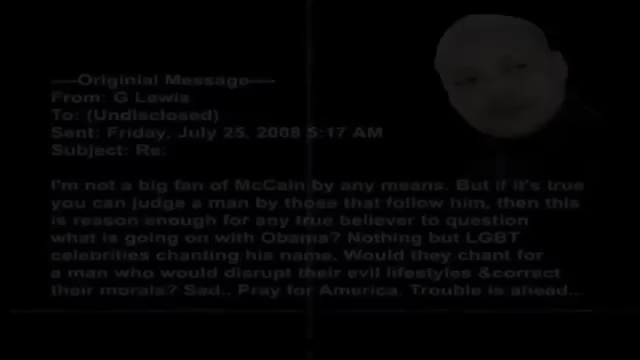 ----Originial Message----
From: G Lewis
To: (Undisclosed)
Sent: Friday, July 25, 2008 5:17 AM
Subject: Re:
I'm not a big fan of McCain by any means. But if it's true
you can judge a man by those that follow him, then this
is reason enough for any true believer to question
what is going on with Obama? Nothing but LGBT
celebrities chanting his name. Would they chant for
a man who would disrupt their evil lifestyles &correct
their morals? Sad.. Pray for America. Trouble is ahead...